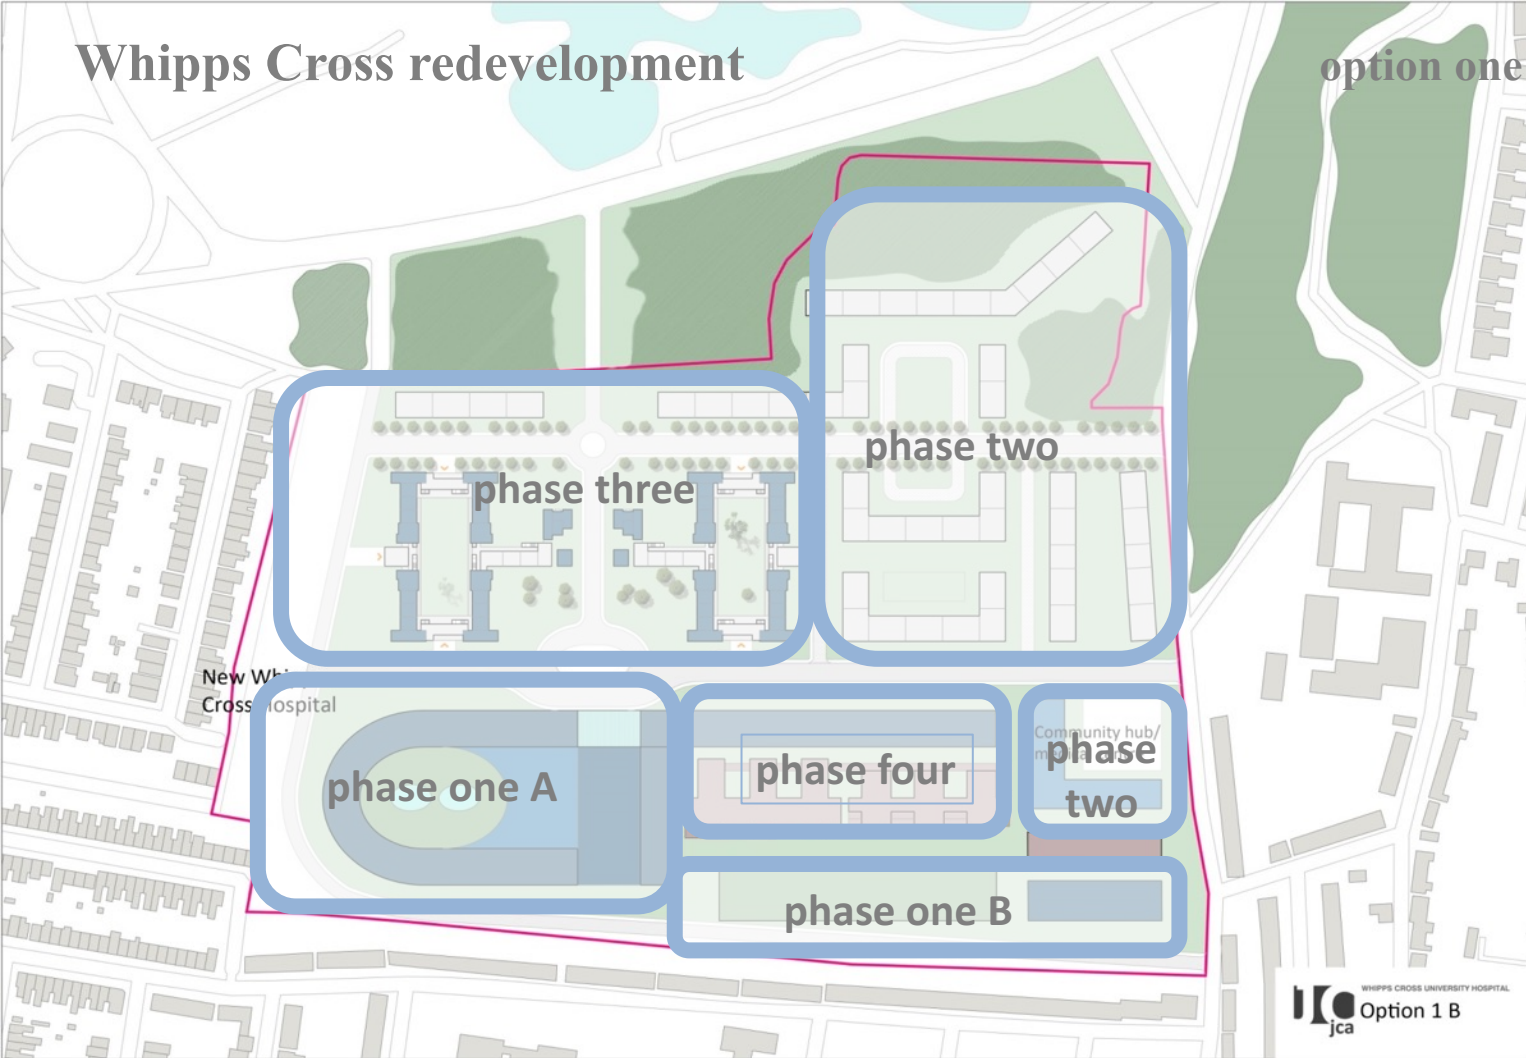 Whipps Cross redevelopment
option one
phase two
phase three
New Whi
Cross Hospital
Community hub/
phase
two
phase one A
phase four
phase one B
WHIPPS CROSS UNIVERSITY HOSPITAL
Option 1 B
jca